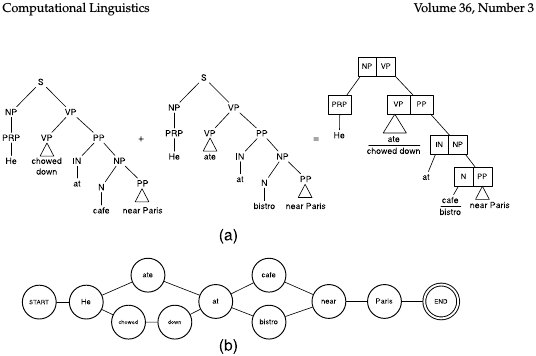 Computational Linguistics Volume 36, Number 3
S S NP VP
NP VP NP VP PRP VP PP
PRP VP PP + PRP VP PP = He ate
chowed down
He chowed down IN NP He ate IN NP IN NP
at N PP at N PP at N PP
cafe near Paris bistro near Paris cafe
bistro near Paris
(a)
ate cafe
START He at near Paris END
chowed down bistro
(b)